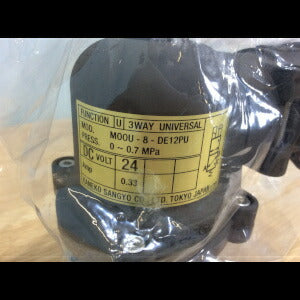 FUNCTION U 3WAY UNIVERSAL
MOD. MOOU - 8 - DE12PU
PRESS. 0 ~ 0.7 MPa
DC VOLT 24
Amp 0.33
KANEKO SANGYO CO., LTD. TOKYO JAPAN